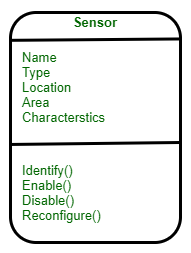 Sensor
Name
Type
Location
Area
Characterstics
Identify()
Enable()
Disable()
Reconfigure()